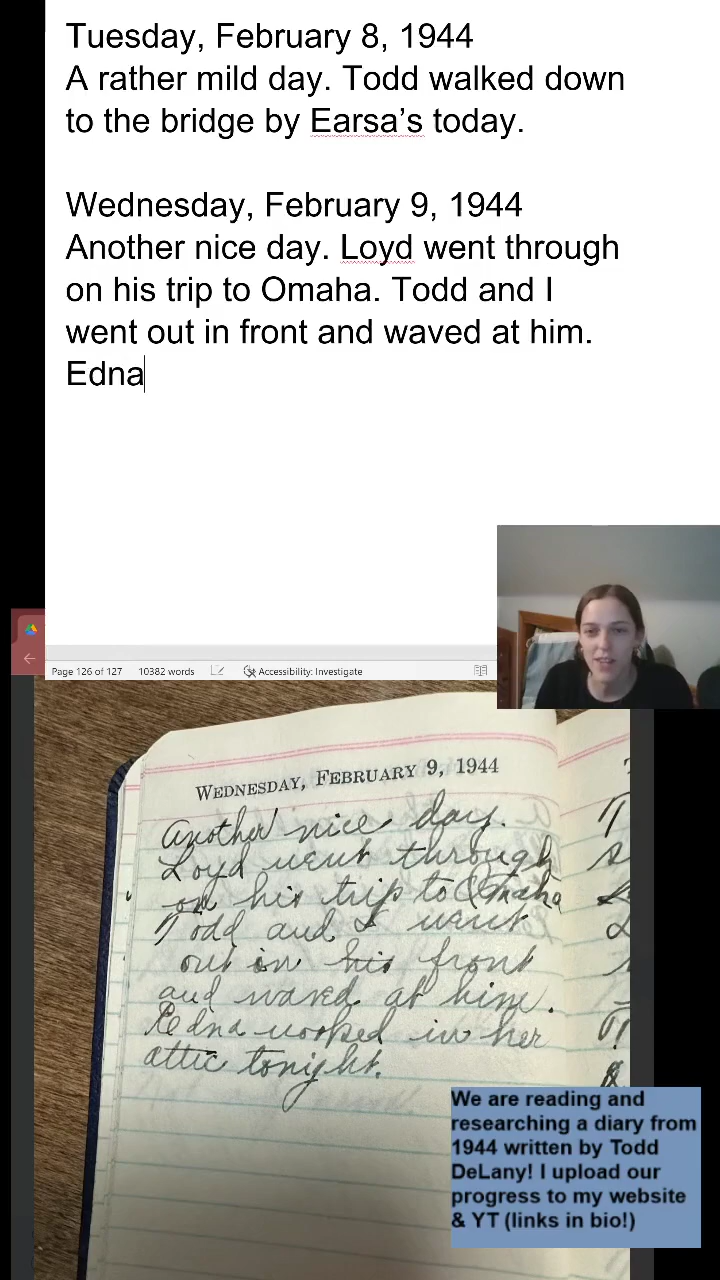 Tuesday, February 8, 1944
A rather mild day. Todd walked down
to the bridge by Earsa’s today.
Wednesday, February 9, 1944
Another nice day. Loyd went through
on his trip to Omaha. Todd and I
went out in front and waved at him.
Edna
Page 126 of 127 10382 words Accessibility: Investigate
WEDNESDAY, FEBRUARY 9, 1944
Another nice day.
Loyd went through
on his trip to Omaha
Todd and I went
out in his front
and waved at him.
Edna worked in her
attic tonight.
We are reading and
researching a diary from
1944 written by Todd
DeLany! I upload our
progress to my website
& YT (links in bio!)